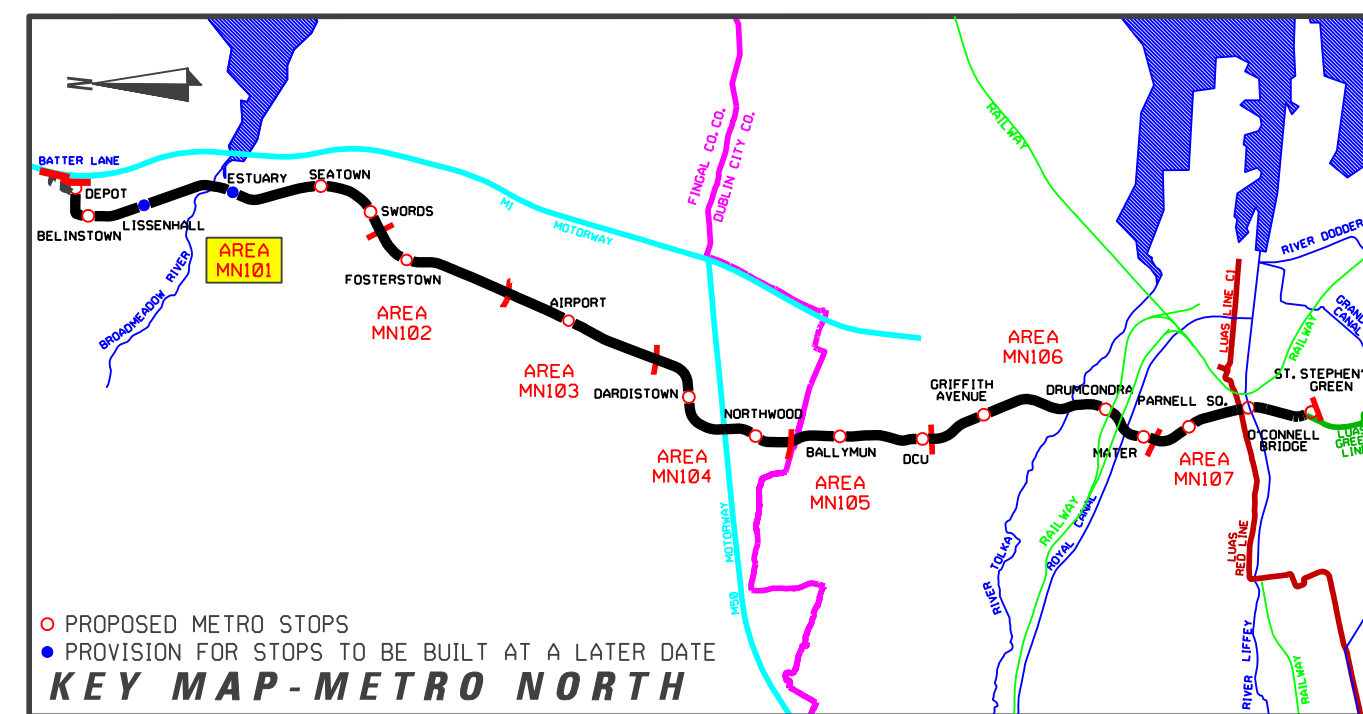 BATTER LANE
DEPOT
BELINSTOWN
LISSENHALL
ESTUARY
SEATOWN
SWORDS
FOSTERSTOWN
BROADMEADOW RIVER
AREA
MN101
AREA
MN102
AIRPORT
AREA
MN103
M1
MOTORWAY
FINGAL CO. CO.
DUBLIN CITY CO.
DARDISTOWN
NORTHWOOD
AREA
MN104
MOTORWAY
M50
BALLYMUN
AREA
MN105
DCU
GRIFFITH
AVENUE
AREA
MN106
RAILWAY
DRUMCONDRA
MATER
PARNELL SQ.
AREA
MN107
O'CONNELL
BRIDGE
ST. STEPHEN'
GREEN
LUAS LINE C1
RIVER DODDER
GRAND
CANAL
RAILWAY
LUAS
GREE
LIN
LUAS
RED LINE
RIVER TOLKA
RAILWAY
ROYAL CANAL
RIVER LIFFEY
RAILWAY
PROPOSED METRO STOPS
PROVISION FOR STOPS TO BE BUILT AT A LATER DATE
KEY MAP-METRO NORTH